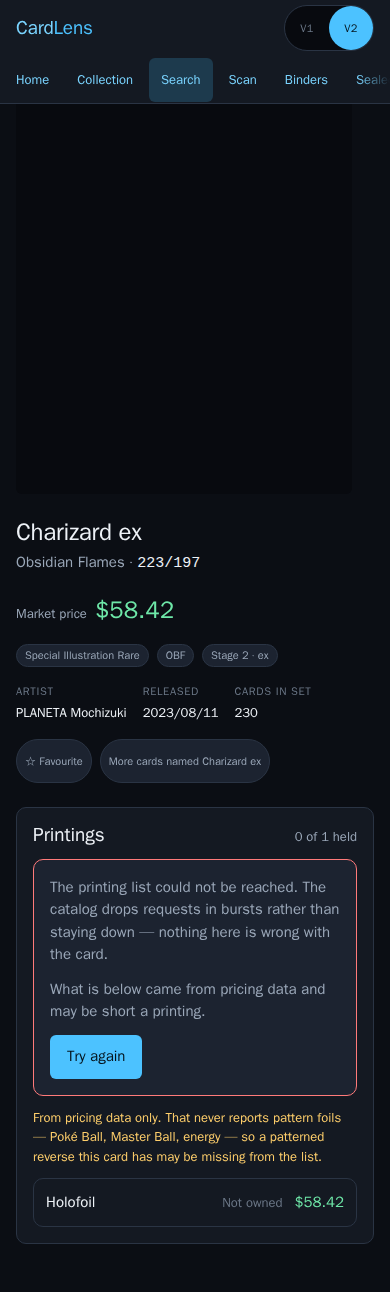 CardLens
V1 V2
Home Collection Search Scan Binders Seale
Charizard ex
Obsidian Flames · 223/197
Market price $58.42
Special Illustration Rare OBF Stage 2 · ex
ARTIST RELEASED CARDS IN SET
PLANETA Mochizuki 2023/08/11 230
☆ Favourite More cards named Charizard ex
Printings 0 of 1 held
The printing list could not be reached. The
catalog drops requests in bursts rather than
staying down — nothing here is wrong with
the card.
What is below came from pricing data and
may be short a printing.
Try again
From pricing data only. That never reports pattern foils
— Poké Ball, Master Ball, energy — so a patterned
reverse this card has may be missing from the list.
Holofoil Not owned $58.42